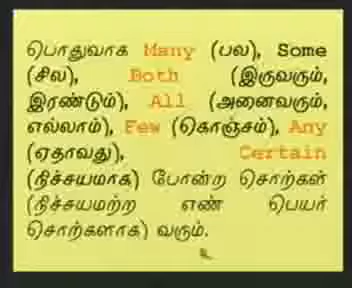 பொதுவாக Many (பல), Some
(சில), Both (இருவரும்,
இரண்டும்), All (அனைவரும்,
எல்லாம்), Few (கொஞ்சம்), Any
(ஏதாவது), Certain
(நிச்சயமாக) போன்ற சொற்கள்
(நிச்சயமற்ற எண் பெயர்
சொற்களாக) வரும்.